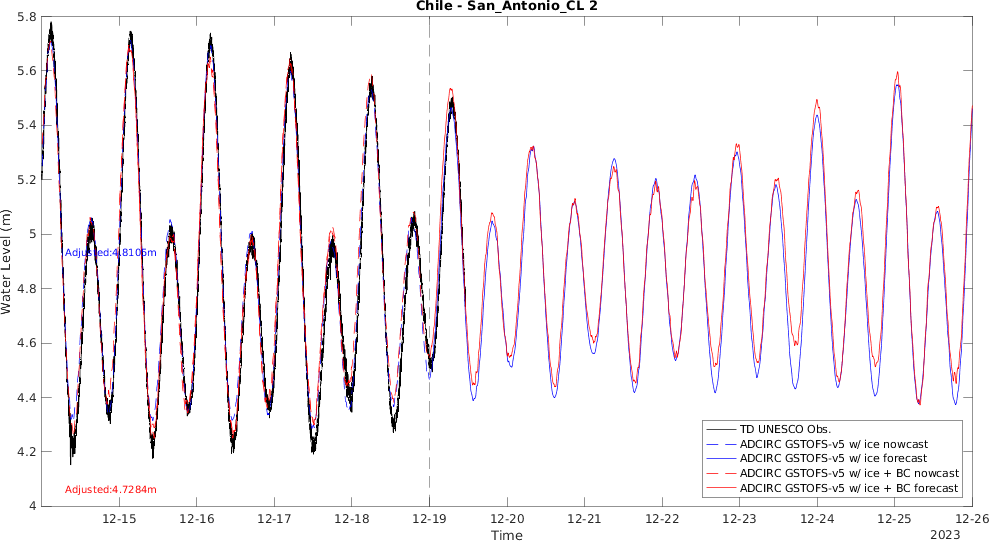 Chile - San_Antonio_CL 2
5.8
5.6
5.4
5.2
5
4.8
4.6
4.4
4.2
4
Water Level (m)
Adjusted:4.8105m
Adjusted:4.7284m
TD UNESCO Obs.
ADCIRC GSTOFS-v5 w/ ice nowcast
ADCIRC GSTOFS-v5 w/ ice forecast
ADCIRC GSTOFS-v5 w/ ice + BC nowcast
ADCIRC GSTOFS-v5 w/ ice + BC forecast
12-15 12-16 12-17 12-18 12-19 12-20 12-21 12-22 12-23 12-24 12-25 12-26
Time
2023